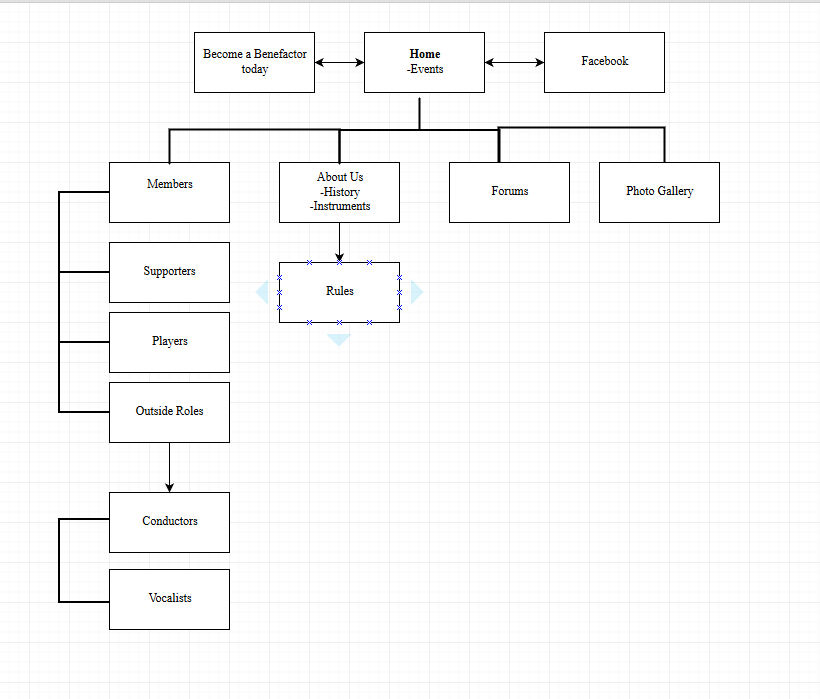 Become a Benefactor
today
Home
-Events
Facebook
Members
About Us
-History
-Instruments
Forums
Photo Gallery
Supporters
Rules
Players
Outside Roles
Conductors
Vocalists